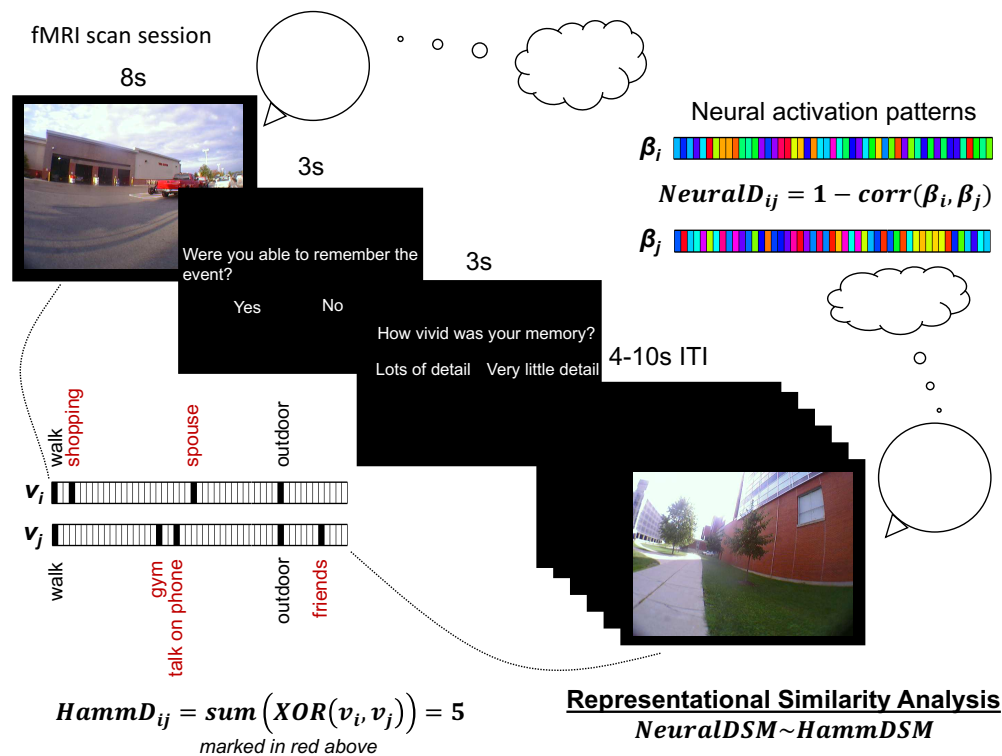 fMRI scan session
8s
3s
Were you able to remember the
event?
Yes No
3s
How vivid was your memory?
Lots of detail Very little detail
4-10s ITI
Neural activation patterns
βi
NeuralDij = 1 − corr(βi, βj)
βj
walk
shopping
spouse
outdoor
vi
vj
walk
gym
talk on phone
outdoor
friends
HammDij = sum(XOR(vi, vj)) = 5
marked in red above
Representational Similarity Analysis
NeuralDSM~HammDSM